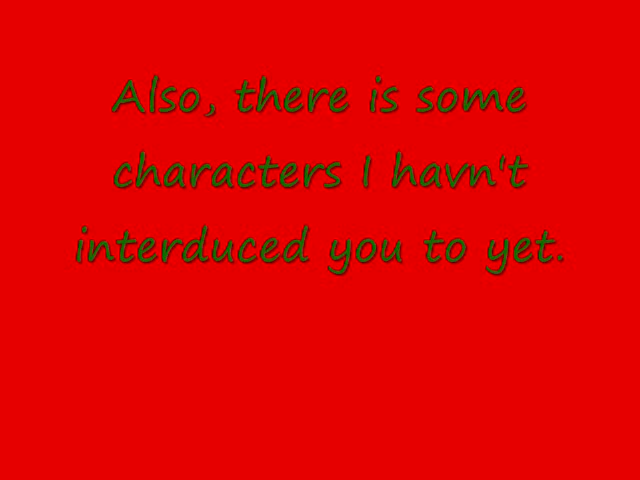 Also, there is some
characters I havn't
interduced you to yet.